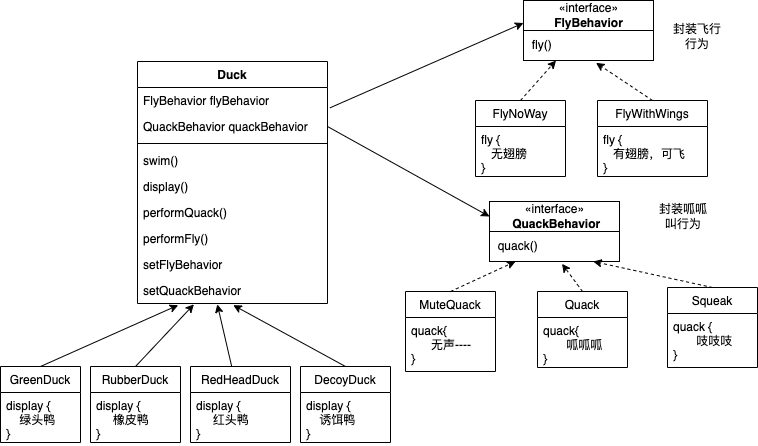 Duck
FlyBehavior flyBehavior
QuackBehavior quackBehavior
swim()
display()
performQuack()
performFly()
setFlyBehavior
setQuackBehavior
«interface»
FlyBehavior
fly()
封装飞行
行为
FlyNoWay
fly {
无翅膀
}
FlyWithWings
fly {
有翅膀，可飞
}
«interface»
QuackBehavior
quack()
封装呱呱
叫行为
MuteQuack
quack{
无声----
}
Quack
quack{
呱呱呱
}
Squeak
quack {
吱吱吱
}
GreenDuck
display {
绿头鸭
}
RubberDuck
display {
橡皮鸭
}
RedHeadDuck
display {
红头鸭
}
DecoyDuck
display {
诱饵鸭
}